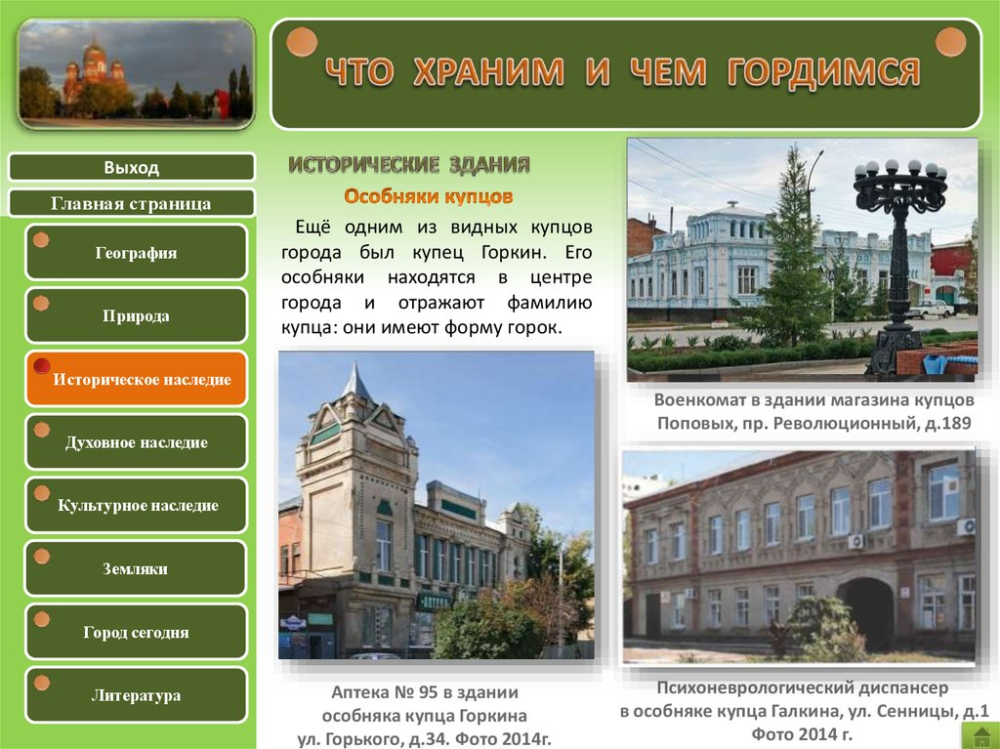 ЧТО ХРАНИМ И ЧЕМ ГОРДИМСЯ
Выход
Главная страница
География
Природа
Историческое наследие
Духовное наследие
Культурное наследие
Земляки
Город сегодня
Литература
ИСТОРИЧЕСКИЕ ЗДАНИЯ
Особняки купцов
Ещё одним из видных купцов
города был купец Горкин. Его
особняки находятся в центре
города и отражают фамилию
купца: они имеют форму горок.
Военкомат в здании магазина купцов
Поповых, пр. Революционный, д.189
Аптека № 95 в здании
особняка купца Горкина
ул. Горького, д.34. Фото 2014г.
Психоневрологический диспансер
в особняке купца Галкина, ул. Сенницы, д.1
Фото 2014 г.